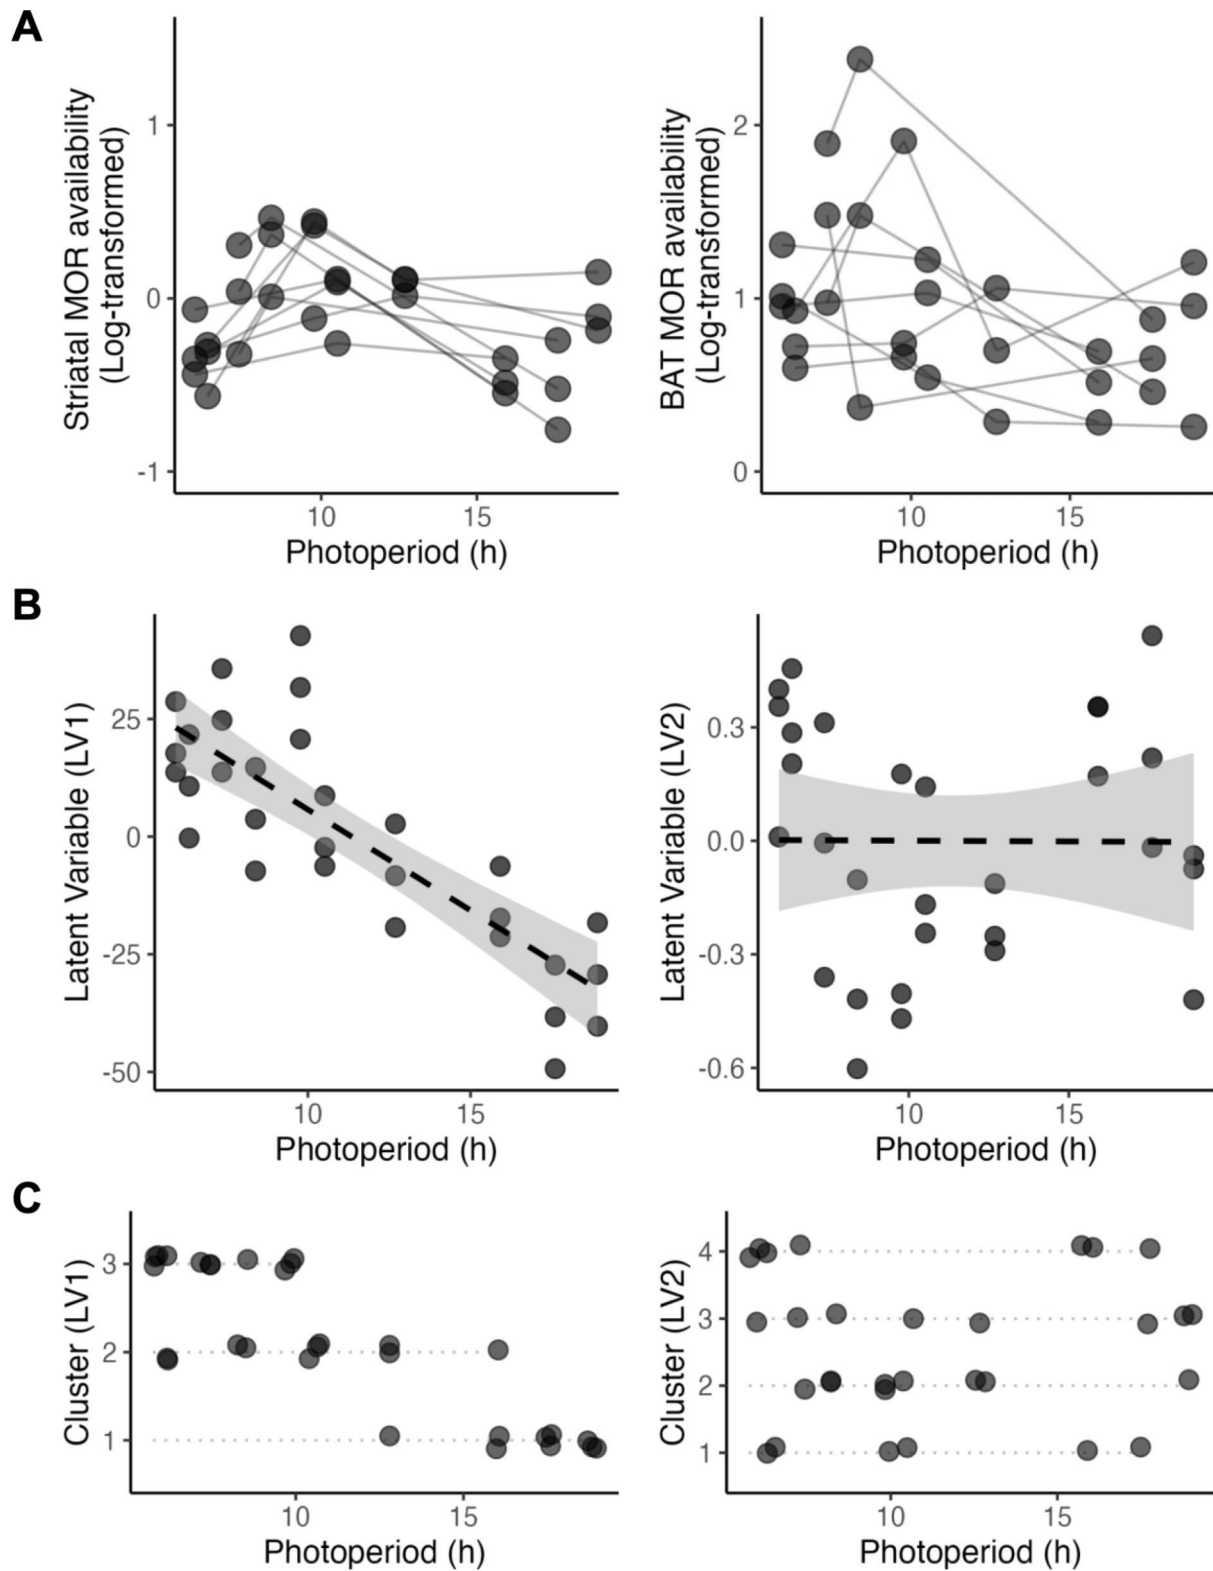 A
Striatal MOR availability
(Log-transformed)
1
0
-1
10
15
Photoperiod (h)
BAT MOR availability
(Log-transformed)
2
1
0
10
15
Photoperiod (h)
B
Latent Variable (LV1)
25
0
-25
-50
10
15
Photoperiod (h)
Latent Variable (LV2)
0.3
0.0
-0.3
-0.6
10
15
Photoperiod (h)
C
Cluster (LV1)
3
2
1
10
15
Photoperiod (h)
Cluster (LV2)
4
3
2
1
10
15
Photoperiod (h)